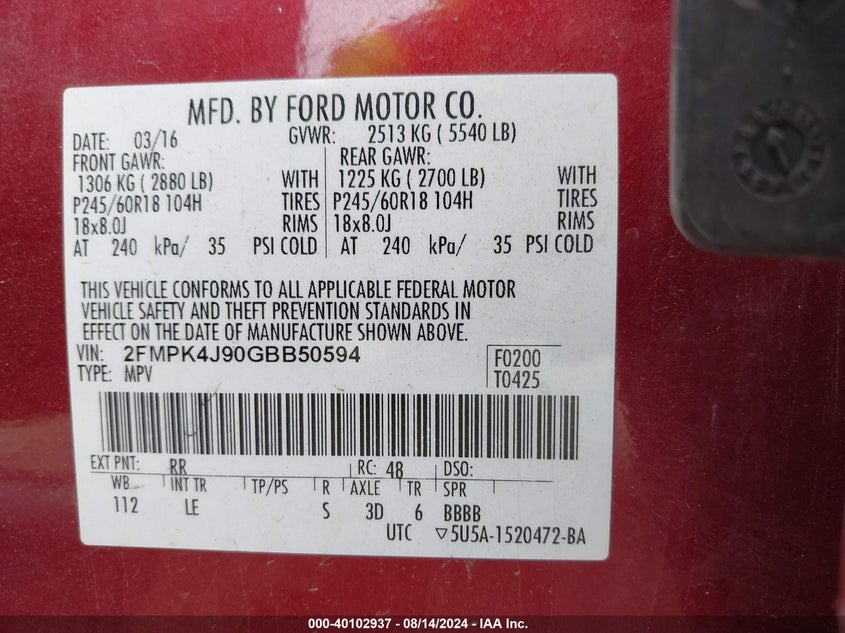 MFD. BY FORD MOTOR CO.
DATE: 03/16 GVWR: 2513 KG ( 5540 LB)
FRONT GAWR: REAR GAWR:
1306 KG ( 2880 LB) WITH 1225 KG ( 2700 LB) WITH
P245/60R18 104H TIRES P245/60R18 104H TIRES
18x8.0J RIMS 18x8.0J RIMS
AT 240 kPa/ 35 PSI COLD AT 240 kPa/ 35 PSI COLD
THIS VEHICLE CONFORMS TO ALL APPLICABLE FEDERAL MOTOR
VEHICLE SAFETY AND THEFT PREVENTION STANDARDS IN
EFFECT ON THE DATE OF MANUFACTURE SHOWN ABOVE.
VIN: 2FMPK4J90GBB50594 F0200
TYPE: MPV T0425
EXT PNT: RR RC: 48 DSO:
WB INT TR TP/PS R AXLE TR SPR
112 LE S 3D 6 BBBB
UTC ▽5U5A-1520472-BA
000-40102937 - 08/14/2024 - IAA Inc.